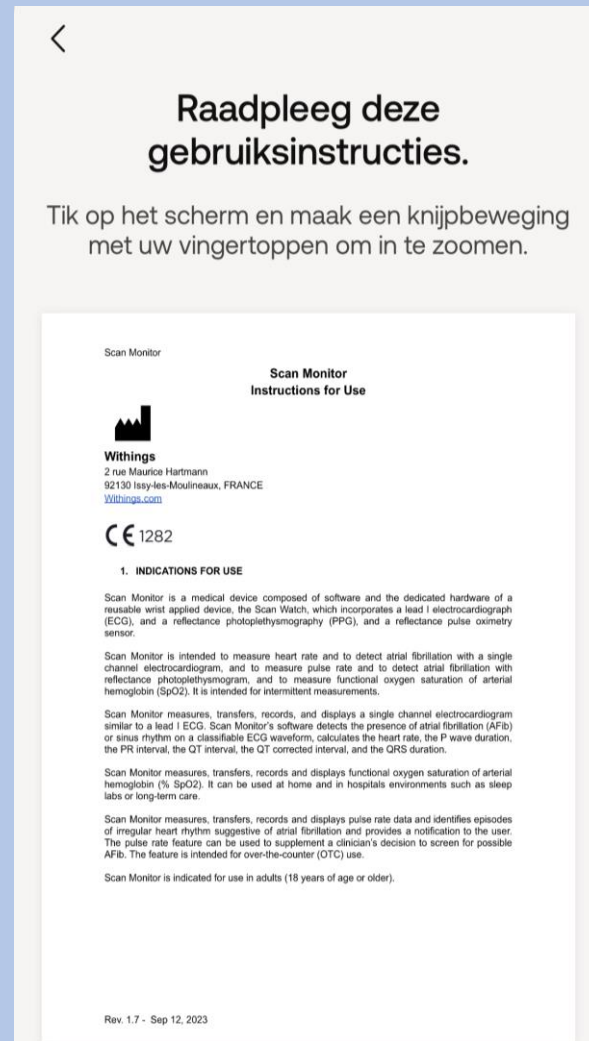 Raadpleeg deze
gebruiksinstructies.
Tik op het scherm en maak een knijpbeweging
met uw vingertoppen om in te zoomen.
Scan Monitor
Scan Monitor
Instructions for Use
Withings
2 rue Maurice Hartmann
92130 Issy-les-Moulineaux, FRANCE
Withings.com
CE 1282
1. INDICATIONS FOR USE
Scan Monitor is a medical device composed of software and the dedicated hardware of a
reusable wrist applied device, the Scan Watch, which incorporates a lead I electrocardiograph
(ECG), and a reflectance photoplethysmography (PPG), and a reflectance pulse oximetry
sensor.
Scan Monitor is intended to measure heart rate and to detect atrial fibrillation with a single
channel electrocardiogram, and to measure pulse rate and to detect atrial fibrillation with
reflectance photoplethysmogram, and to measure functional oxygen saturation of arterial
hemoglobin (SpO2). It is intended for intermittent measurements.
Scan Monitor measures, transfers, records, and displays a single channel electrocardiogram
similar to a lead I ECG. Scan Monitor's software detects the presence of atrial fibrillation (AFib)
or sinus rhythm on a classifiable ECG waveform, calculates the heart rate, the P wave duration,
the PR interval, the QT interval, the QT corrected interval, and the QRS duration.
Scan Monitor measures, transfers, records and displays functional oxygen saturation of arterial
hemoglobin (% SpO2). It can be used at home and in hospitals environments such as sleep
labs or long-term care.
Scan Monitor measures, transfers, records and displays pulse rate data and identifies episodes
of irregular heart rhythm suggestive of atrial fibrillation and provides a notification to the user.
The pulse rate feature can be used to supplement a clinician's decision to screen for possible
AFib. The feature is intended for over-the-counter (OTC) use.
Scan Monitor is indicated for use in adults (18 years of age or older).
Rev. 1.7 - Sep 12, 2023